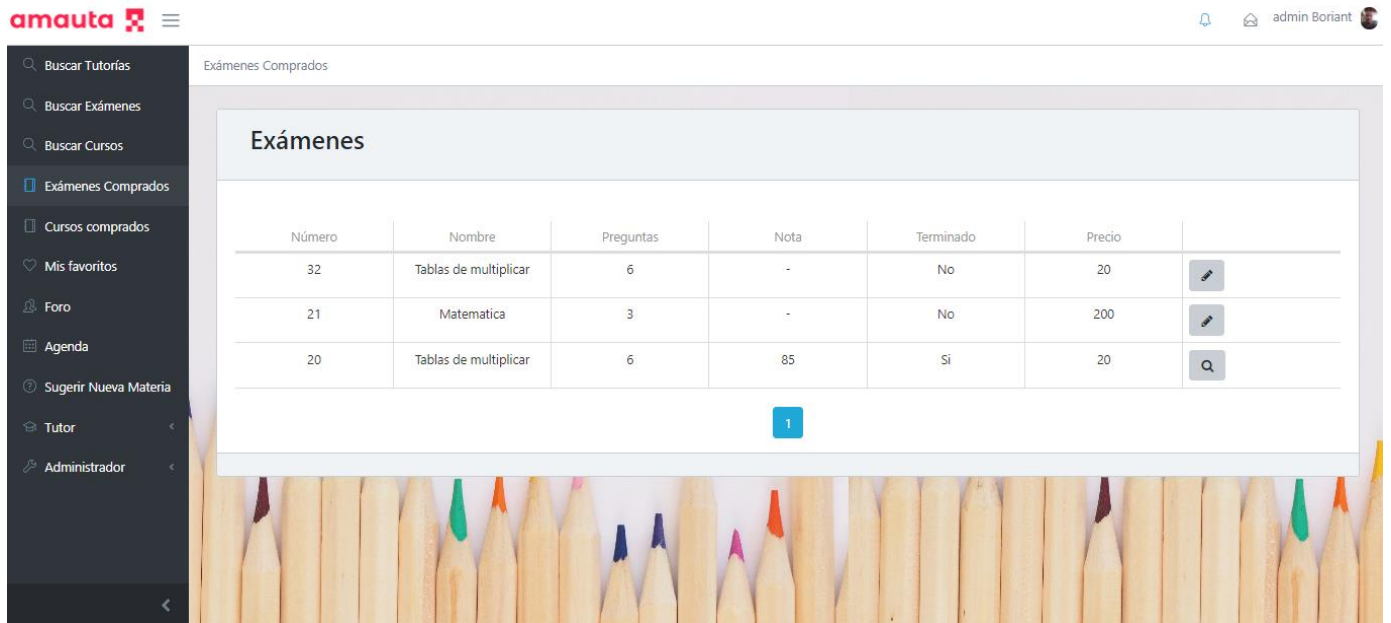 amauta
admin Boriant
Buscar Tutorías
Buscar Exámenes
Buscar Cursos
Exámenes Comprados
Cursos comprados
Mis favoritos
Foro
Agenda
Sugerir Nueva Materia
Tutor
Administrador
Exámenes Comprados
Exámenes
Número Nombre Preguntas Nota Terminado Precio
32 Tablas de multiplicar 6 - No 20
21 Matematica 3 - No 200
20 Tablas de multiplicar 6 85 Si 20
1